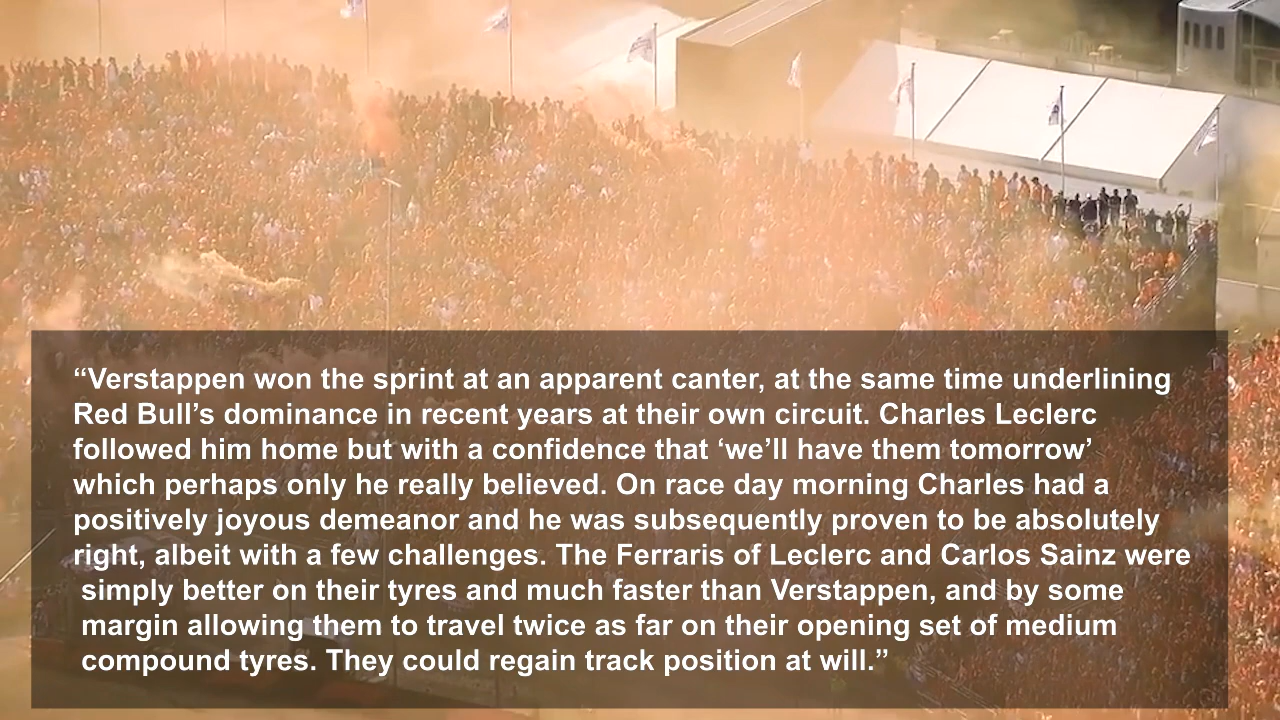 “Verstappen won the sprint at an apparent canter, at the same time underlining
Red Bull’s dominance in recent years at their own circuit. Charles Leclerc
followed him home but with a confidence that ‘we’ll have them tomorrow’
which perhaps only he really believed. On race day morning Charles had a
positively joyous demeanor and he was subsequently proven to be absolutely
right, albeit with a few challenges. The Ferraris of Leclerc and Carlos Sainz were
simply better on their tyres and much faster than Verstappen, and by some
margin allowing them to travel twice as far on their opening set of medium
compound tyres. They could regain track position at will.”